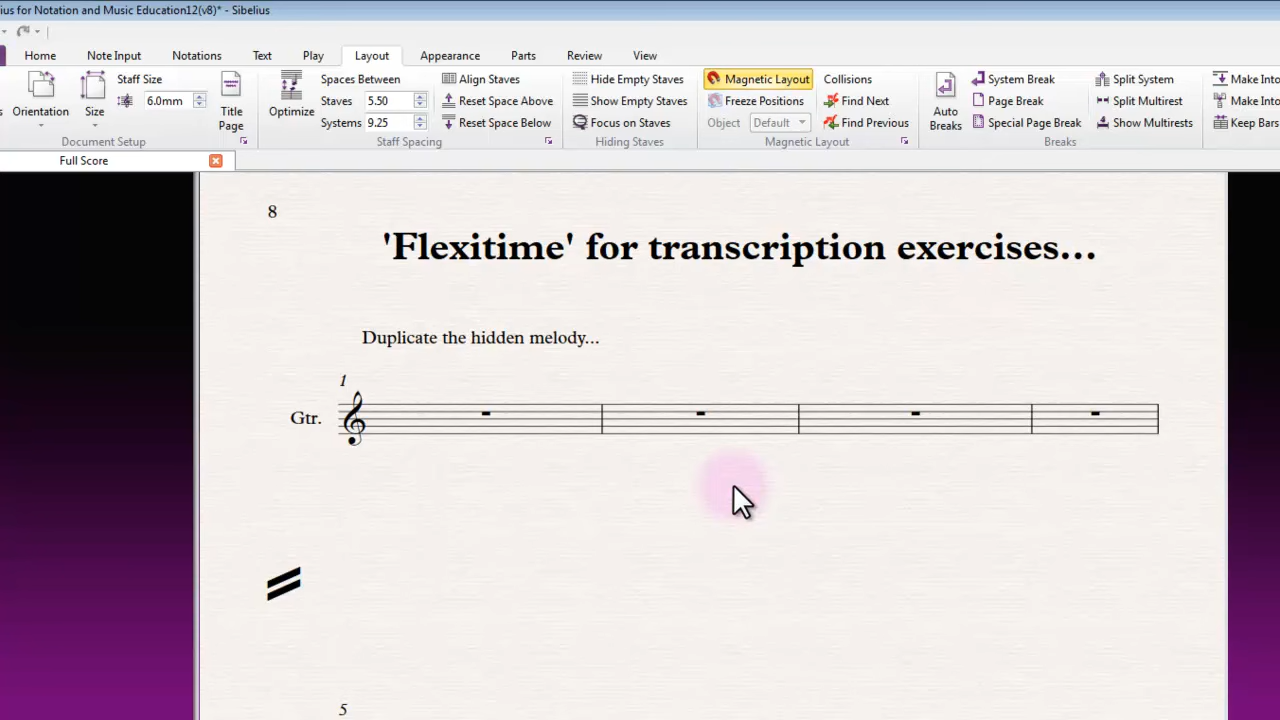 ius for Notation and Music Education12(v8)* - Sibelius
Home Note Input Notations Text Play Layout Appearance Parts Review View
Staff Size Spaces Between Align Staves Hide Empty Staves Magnetic Layout Collisions System Break Split System Make Into
6.0mm Staves 5.50 Reset Space Above Show Empty Staves Freeze Positions Find Next Page Break Split Multirest Make Into
Orientation Size Title Page Optimize Systems 9.25 Reset Space Below Focus on Staves Object Default Find Previous Auto Breaks Special Page Break Show Multirests Keep Bars
Document Setup Staff Spacing Hiding Staves Magnetic Layout Breaks
Full Score
8
'Flexitime' for transcription exercises...
Duplicate the hidden melody...
1
Gtr.
5